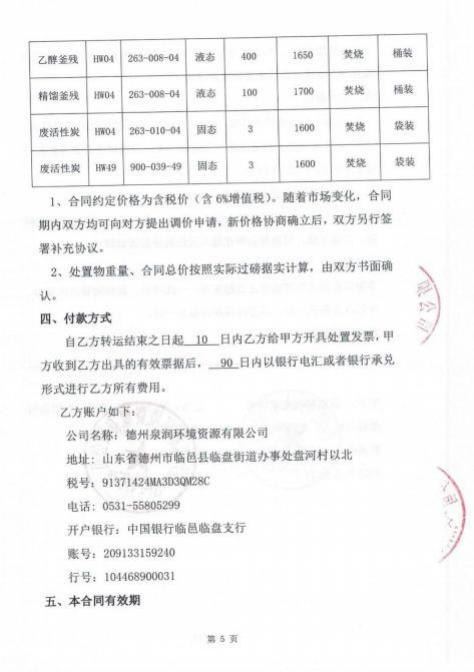 乙醇釜残 HW04 263-008-04 液态 400 1650 焚烧 桶装
精馏釜残 HW04 263-008-04 液态 100 1700 焚烧 桶装
废活性炭 HW04 263-010-04 固态 3 1600 焚烧 袋装
废活性炭 HW49 900-039-49 固态 3 1600 焚烧 袋装
1、合同约定价格为含税价（含 6%增值税）。随着市场变化，合同
期内双方均可向对方提出调价申请，新价格协商确立后，双方另行签
署补充协议。
2、处置物重量、合同总价按照实际过磅据实计算，由双方书面确
认。
四、付款方式
自乙方转运结束之日起 10 日内乙方给甲方开具处置发票，甲
方收到乙方出具的有效票据后， 90 日内以银行电汇或者银行承兑
形式进行乙方所有费用。
乙方账户如下：
公司名称：德州泉润环境资源有限公司
地址：山东省德州市临邑县临盘街道办事处盘河村以北
税号：91371424MA3D3QM28C
电话：0531-55805299
开户银行：中国银行临邑临盘支行
账号：209133159240
行号：104468900031
五、本合同有效期
第 5 页
限公司